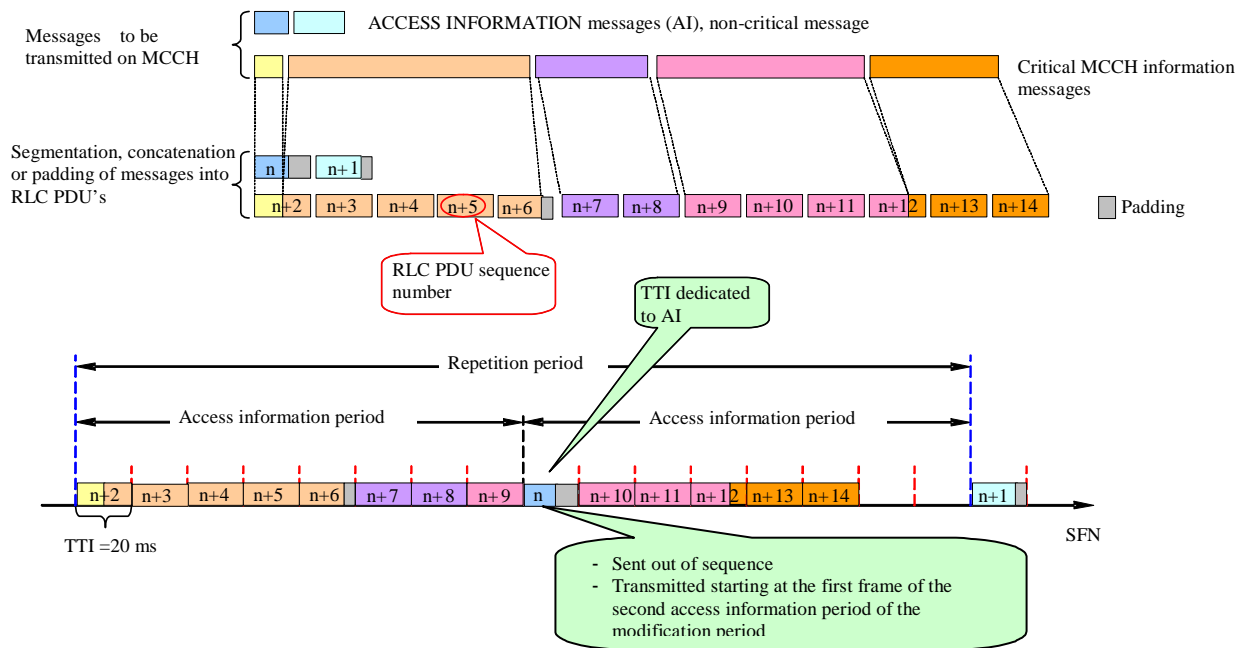 ACCESS INFORMATION messages (AI), non-critical message
Messages to be
transmitted on MCCH
Critical MCCH information
messages
Segmentation, concatenation
or padding of messages into
RLC PDU's
n n+1
n+2 n+3 n+4 n+5 n+6 n+7 n+8 n+9 n+10 n+11 n+12 n+13 n+14
Padding
RLC PDU sequence
number
TTI dedicated
to AI
Repetition period
Access information period Access information period
n+2 n+3 n+4 n+5 n+6 n+7 n+8 n+9 n n+10 n+11 n+12 n+13 n+14 n+1
TTI =20 ms
SFN
- Sent out of sequence
- Transmitted starting at the first frame of the
second access information period of the
modification period